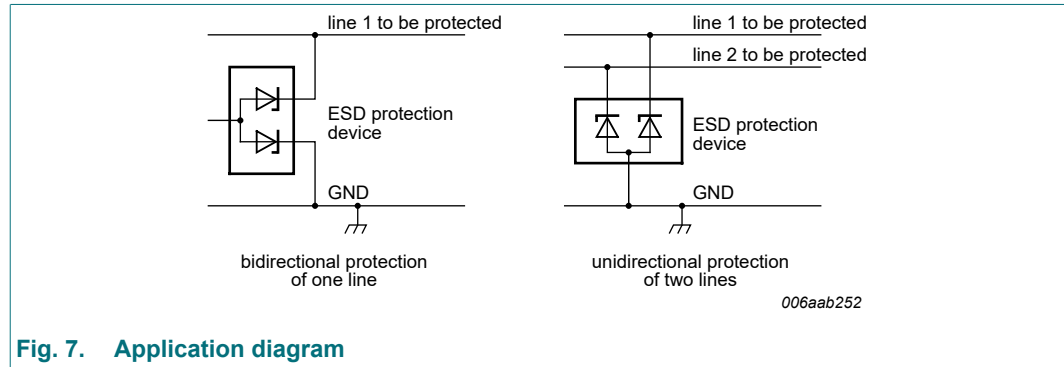 line 1 to be protected
ESD protection
device
GND
bidirectional protection
of one line
line 1 to be protected
line 2 to be protected
ESD protection
device
GND
unidirectional protection
of two lines
006aab252
Fig. 7. Application diagram